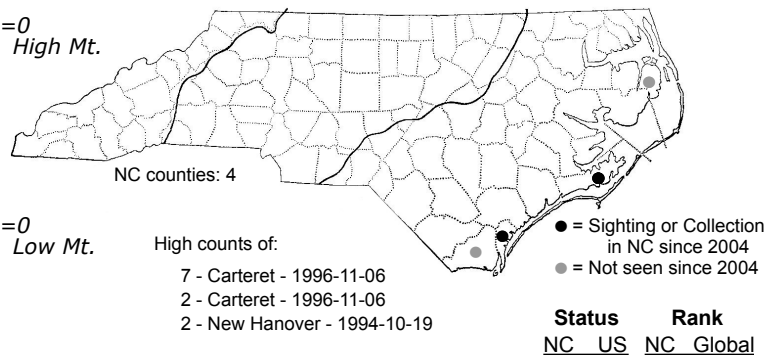 =0
High Mt.
NC counties: 4
=0
Low Mt.
High counts of:
7 - Carteret - 1996-11-06
2 - Carteret - 1996-11-06
2 - New Hanover - 1994-10-19
= Sighting or Collection
in NC since 2004
= Not seen since 2004
Status Rank
NC US NC Global